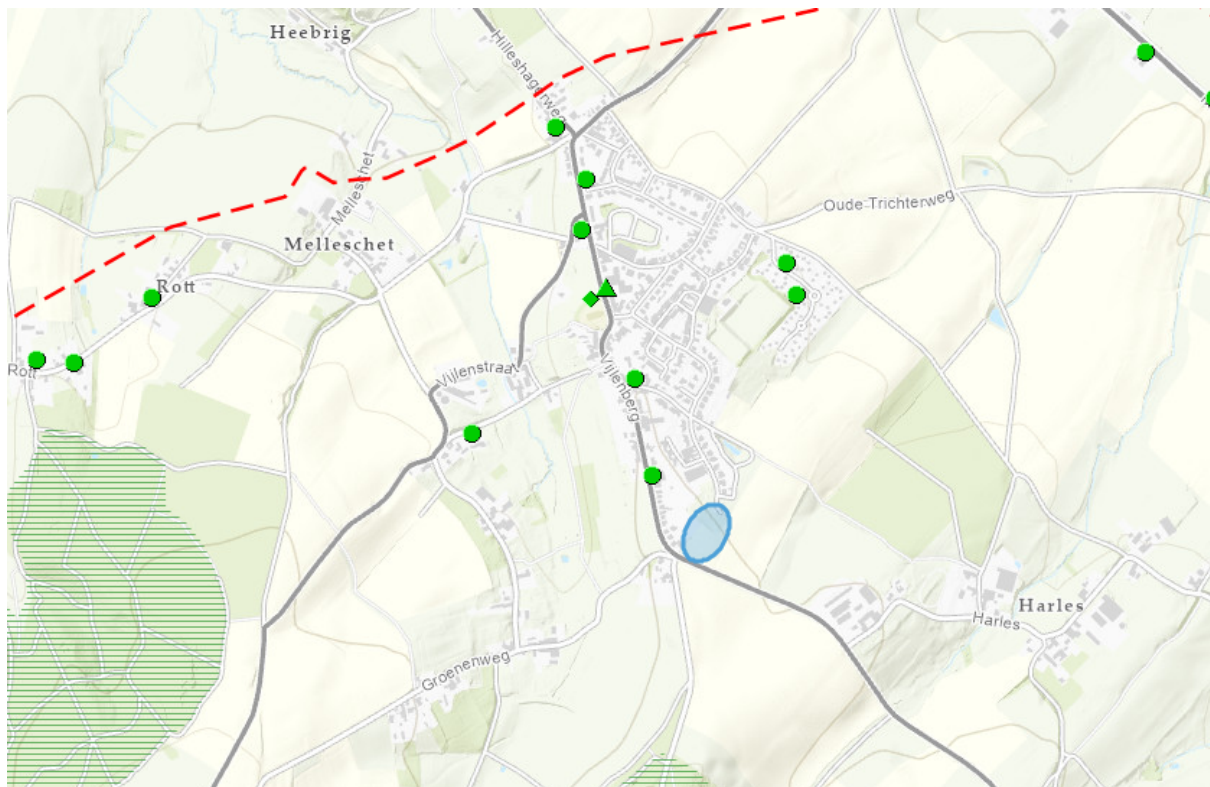 Heebrig
Hilleshagerweg
Melleschet
Oude Trichterweg
Melleschet
Rott
Rott
Vijlenstraat
Vijlenberg
Harles
Harles
Groenenweg